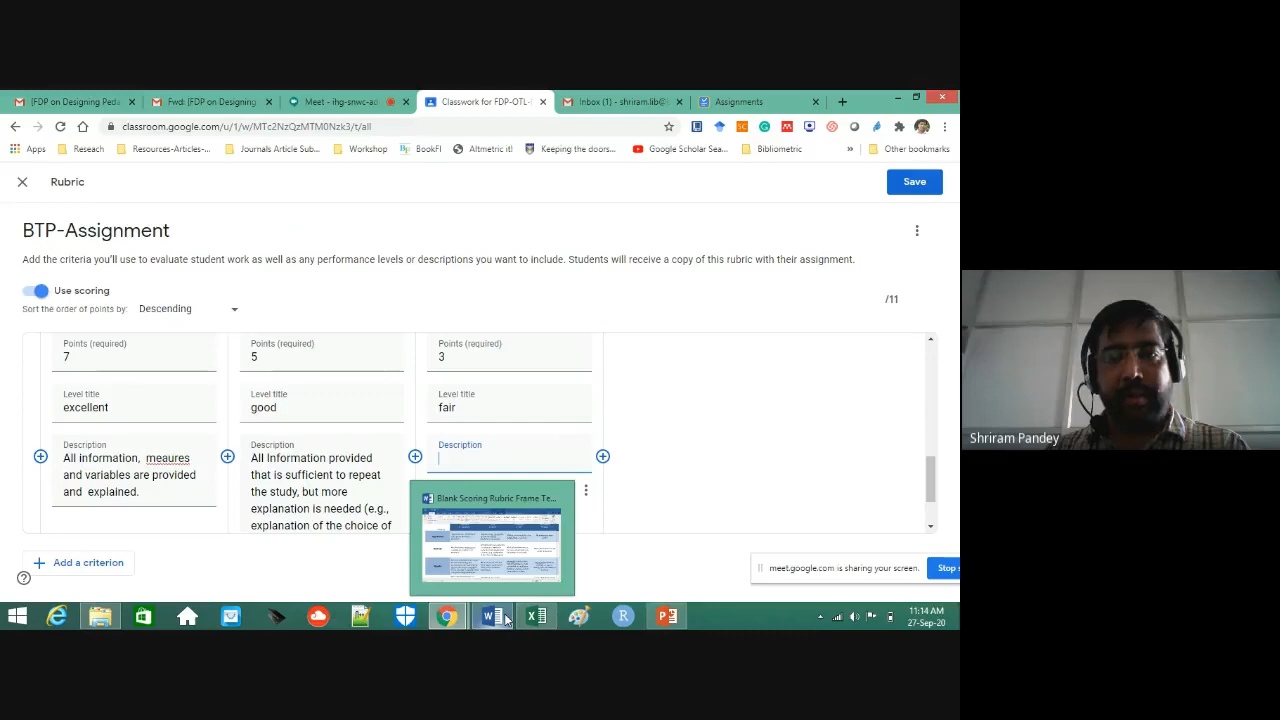 [FDP on Designing Peda
Fwd: [FDP on Designing
Meet - ihg-snwc-ad
Classwork for FDP-OTL-
Inbox (1) - shriram.lib@
Assignments
classroom.google.com/u/1/w/MTc2NzQzMTM0Nzk3/t/all
Apps
Reseach
Resources-Articles-...
Journals Article Sub...
Workshop
BookFI
Altmetric it!
Keeping the doors...
Google Scholar Sea...
Bibliometric
»
Other bookmarks
Rubric
Save
BTP-Assignment
Add the criteria you'll use to evaluate student work as well as any performance levels or descriptions you want to include. Students will receive a copy of this rubric with their assignment.
Use scoring
Sort the order of points by: Descending
/11
Points (required)
7
Points (required)
5
Points (required)
3
Level title
excellent
Level title
good
Level title
fair
Description
All information, meaures
and variables are provided
and explained.
Description
All Information provided
that is sufficient to repeat
the study, but more
explanation is needed (e.g.,
explanation of the choice of
Description
Blank Scoring Rubric Frame Te...
Add a criterion
meet.google.com is sharing your screen.
Stop s
11:14 AM
27-Sep-20
Shriram Pandey